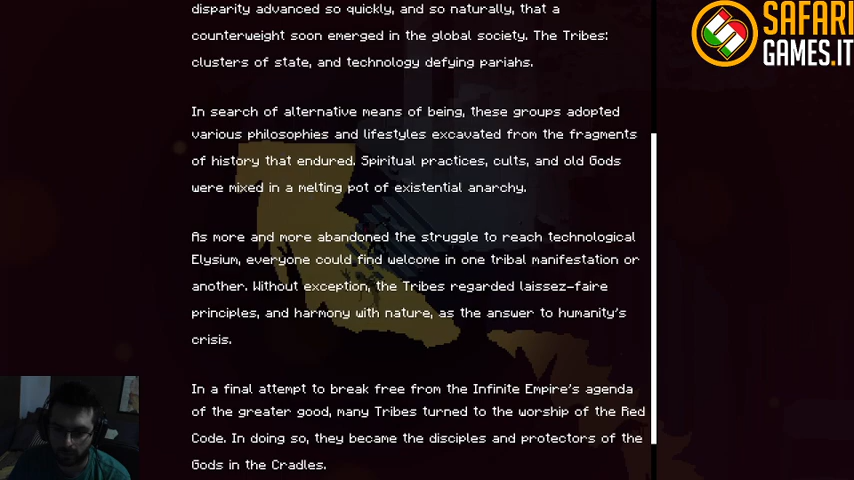 disparity advanced so quickly, and so naturally, that a
counterweight soon emerged in the global society. The Tribes:
clusters of state, and technology defying pariahs.
In search of alternative means of being, these groups adopted
various philosophies and lifestyles excavated from the fragments
of history that endured. Spiritual practices, cults, and old Gods
were mixed in a melting pot of existential anarchy.
As more and more abandoned the struggle to reach technological
Elysium, everyone could find welcome in one tribal manifestation or
another. Without exception, the Tribes regarded laissez-faire
principles, and harmony with nature, as the answer to humanity's
crisis.
In a final attempt to break free from the Infinite Empire's agenda
of the greater good, many Tribes turned to the worship of the Red
Code. In doing so, they became the disciples and protectors of the
Gods in the Cradles.
SAFARI
GAMES.IT